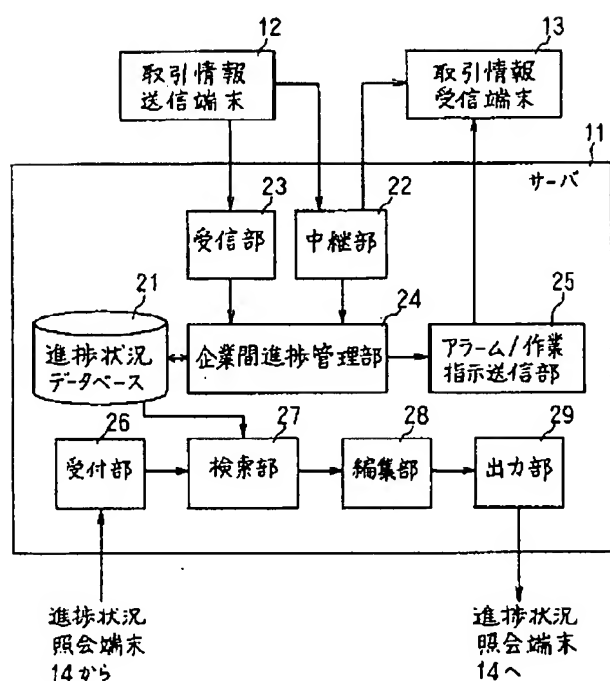 12
取引情報
送信端末
13
取引情報
受信端末
11
サーバ
23
受信部
22
中継部
21
進捗状況
データベース
24
企業間進捗管理部
25
アラーム/作業
指示送信部
26
受付部
27
検索部
28
編集部
29
出力部
進捗状況
照会端末
14から
進捗状況
照会端末
14へ